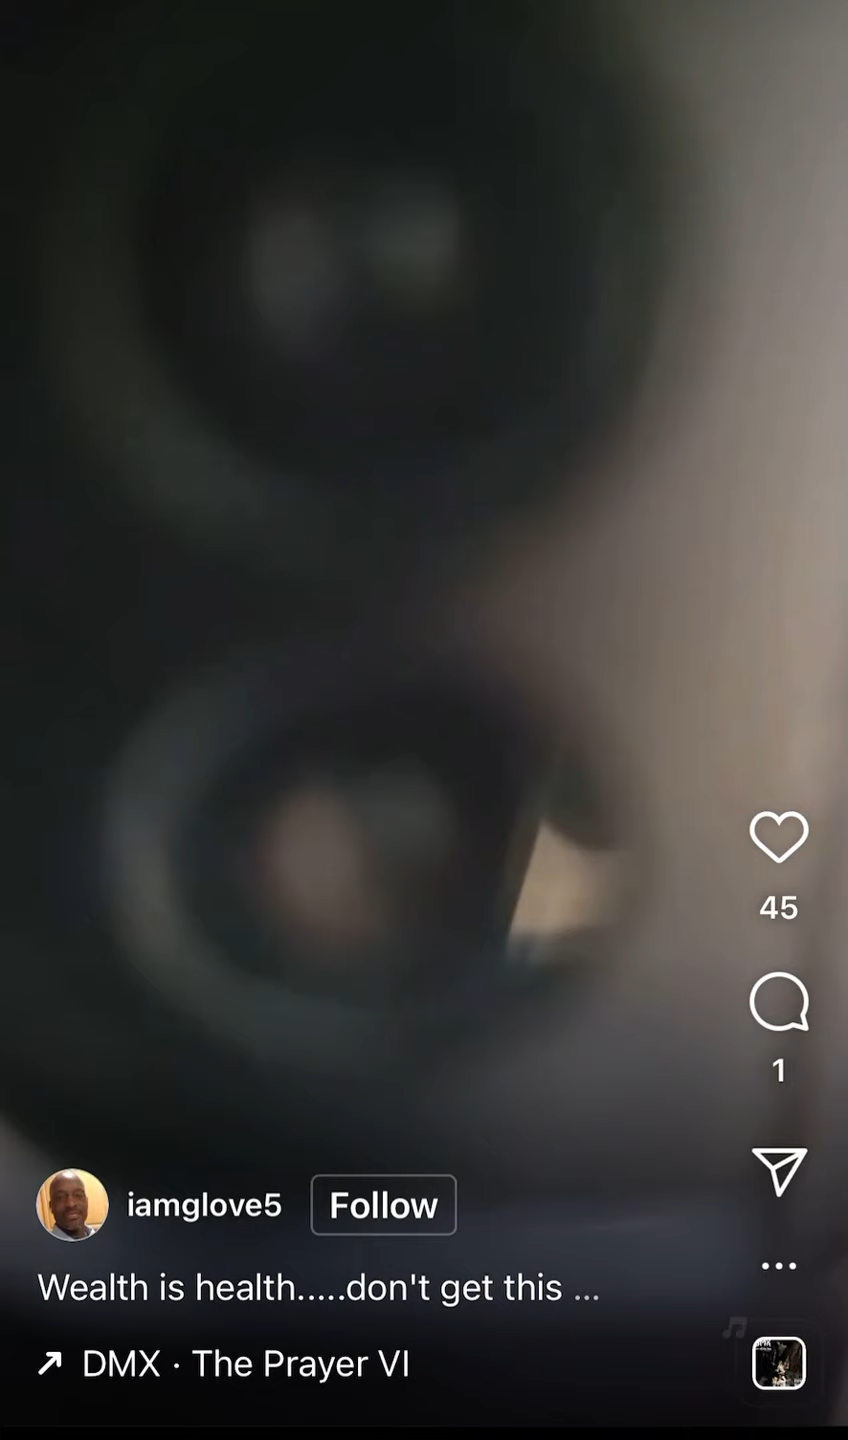 45
1
iamglove5 Follow
Wealth is health.....don't get this ...
DMX · The Prayer VI